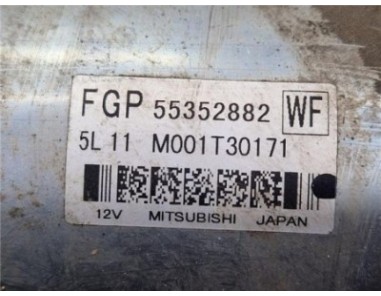 FGP 55352882 WF
5L 11 M001T30171
12V MITSUBISHI JAPAN